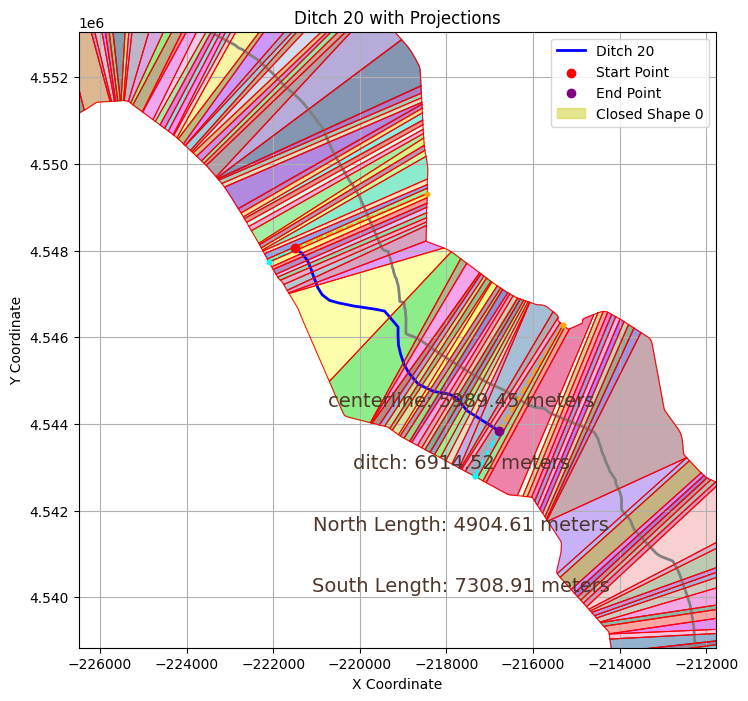 Ditch 20 with Projections
1e6
Ditch 20
Start Point
End Point
Closed Shape 0
4.552
4.550
4.548
4.546
4.544
4.542
4.540
Y Coordinate
centerline: 5989.45 meters
ditch: 6914.52 meters
North Length: 4904.61 meters
South Length: 7308.91 meters
−226000 −224000 −222000 −220000 −218000 −216000 −214000 −212000
X Coordinate